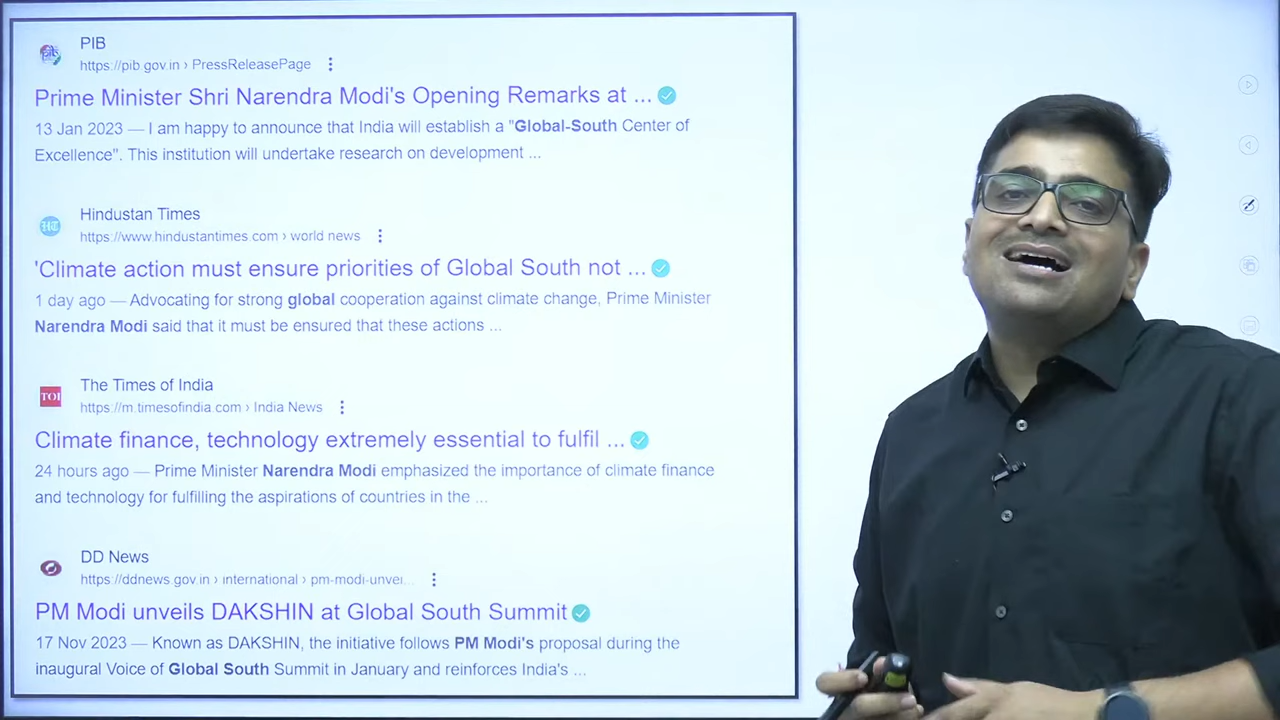 PIB
https://pib.gov.in › PressReleasePage
Prime Minister Shri Narendra Modi's Opening Remarks at ...
13 Jan 2023 — I am happy to announce that India will establish a "Global-South Center of
Excellence". This institution will undertake research on development ...
Hindustan Times
https://www.hindustantimes.com › world news
'Climate action must ensure priorities of Global South not ...
1 day ago — Advocating for strong global cooperation against climate change, Prime Minister
Narendra Modi said that it must be ensured that these actions ...
The Times of India
TOI
https://m.timesofindia.com › India News
Climate finance, technology extremely essential to fulfil ...
24 hours ago — Prime Minister Narendra Modi emphasized the importance of climate finance
and technology for fulfilling the aspirations of countries in the ...
DD News
https://ddnews.gov.in › international › pm-modi-unvei...
PM Modi unveils DAKSHIN at Global South Summit
17 Nov 2023 — Known as DAKSHIN, the initiative follows PM Modi's proposal during the
inaugural Voice of Global South Summit in January and reinforces India's ...